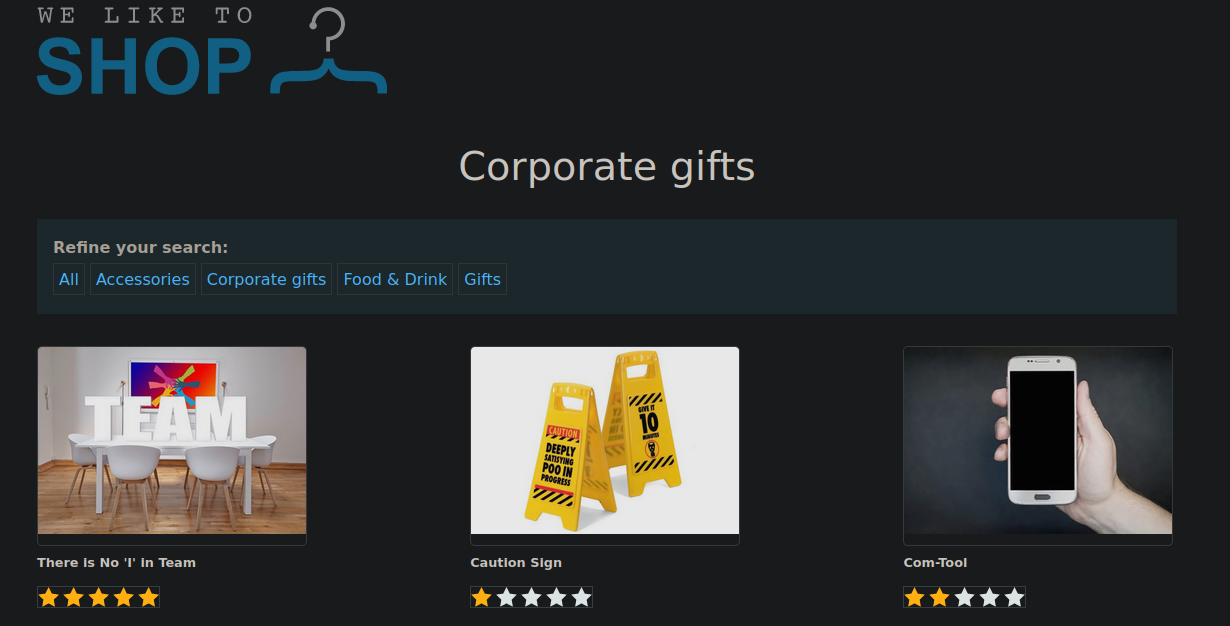 WE LIKE TO
SHOP
Corporate gifts
Refine your search:
All Accessories Corporate gifts Food & Drink Gifts
TEAM
CAUTION
DEEPLY
SATISFYING
POO IN
PROGRESS
GIVE IT
10
MINUTES
There is No 'I' in Team
Caution Sign
Com-Tool